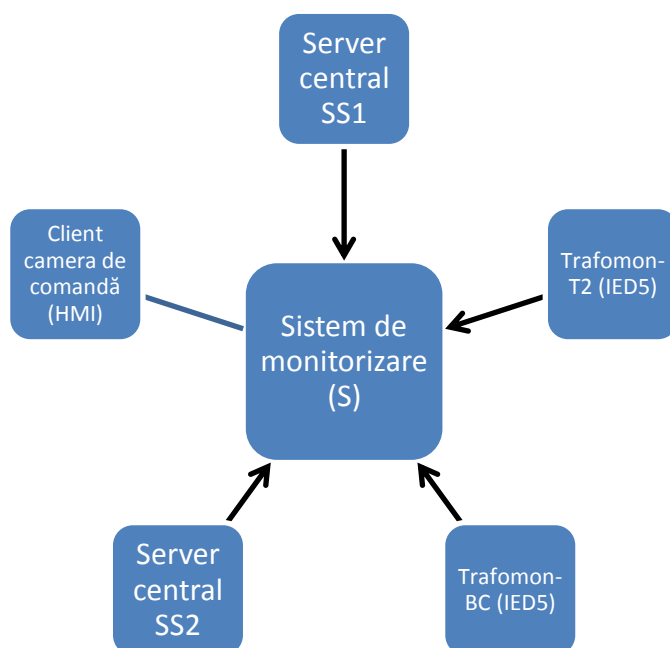 Server
central
SS1
Client
camera de
comandă
(HMI)
Sistem de
monitorizare
(S)
Trafomon-
T2 (IED5)
Server
central
SS2
Trafomon-
BC (IED5)